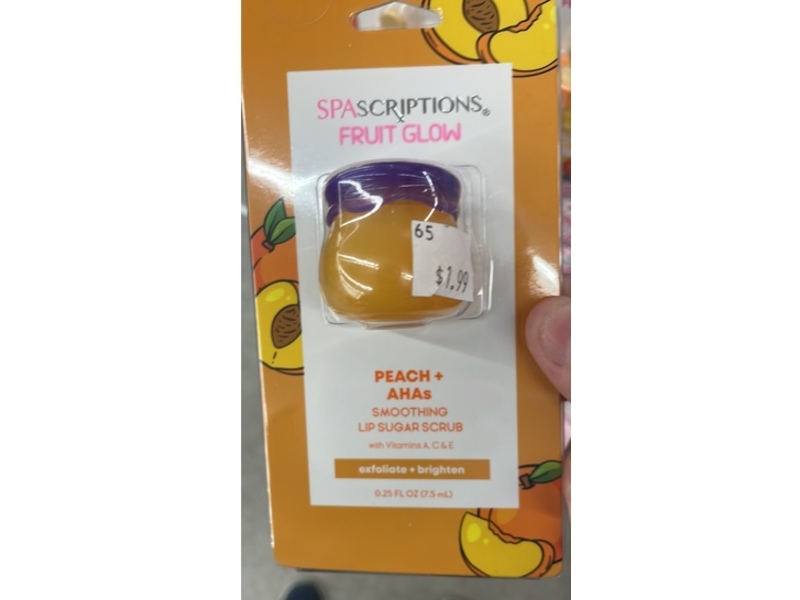 SPASCRIPTIONS®
FRUIT GLOW
65
$1.99
PEACH +
AHAs
SMOOTHING
LIP SUGAR SCRUB
with Vitamins A, C & E
exfoliate + brighten
0.25 FL OZ (7.5 mL)